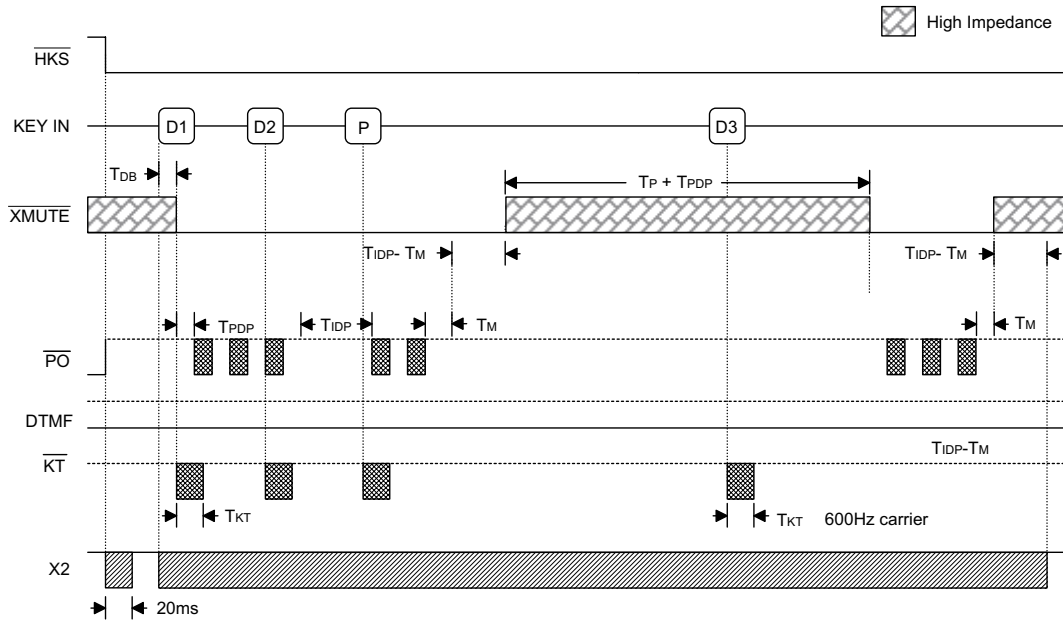 High Impedance
HKS
KEY IN
D1
D2
P
D3
TDB
TP + TPDP
XMUTE
TIDP- TM
TIDP- TM
TPDP
TIDP
TM
TM
PO
DTMF
TIDP-TM
KT
TKT
TKT 600Hz carrier
X2
20ms